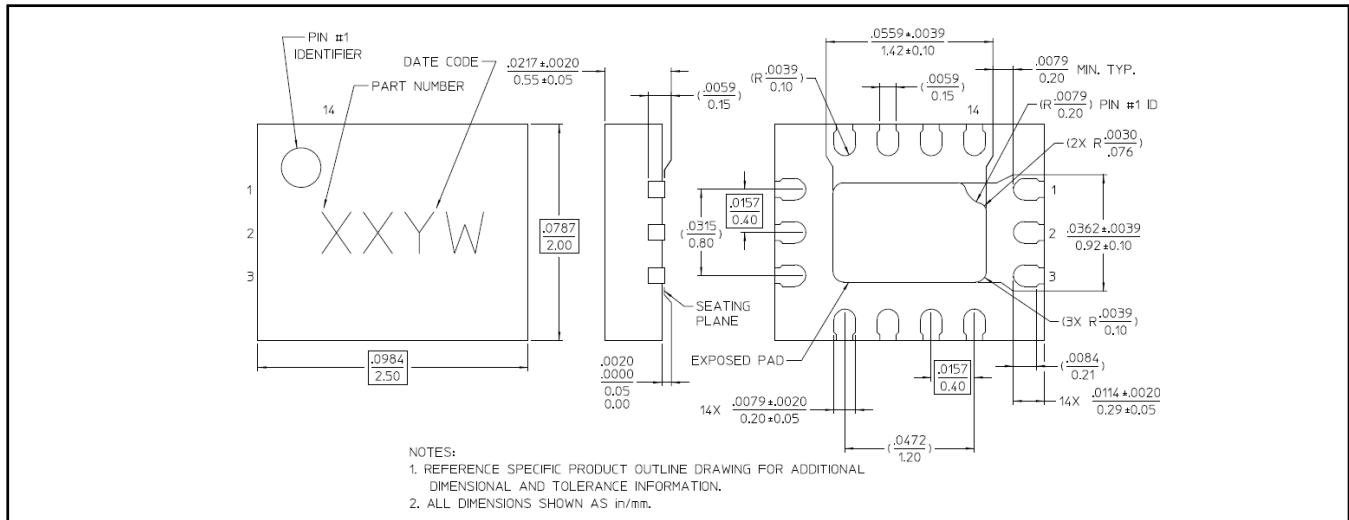 PIN #1
IDENTIFIER
DATE CODE
PART NUMBER
14
1
2
3
XXYW
.0787
2.00
.0984
2.50
.0217±.0020
0.55±0.05
(.0059
0.15)
(.0315
0.80)
.0157
0.40
SEATING
PLANE
.0020
.0000
0.05
0.00
.0559±.0039
1.42±0.10
(R .0039
0.10)
(.0059
0.15)
.0079
0.20 MIN. TYP.
14
(R .0079
0.20) PIN #1 ID
(2X R .0030
.076)
1
2
3
.0362±.0039
0.92±0.10
(3X R .0039
0.10)
(.0084
0.21)
14X .0114±.0020
0.29±0.05
EXPOSED PAD
.0157
0.40
14X .0079±.0020
0.20±0.05
(.0472
1.20)
NOTES:
1. REFERENCE SPECIFIC PRODUCT OUTLINE DRAWING FOR ADDITIONAL
DIMENSIONAL AND TOLERANCE INFORMATION.
2. ALL DIMENSIONS SHOWN AS in/mm.